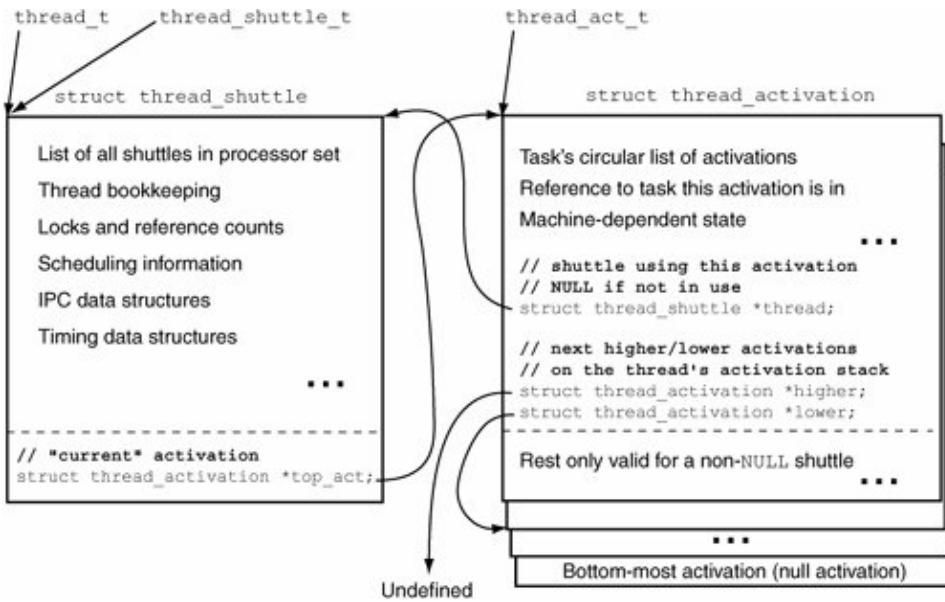 thread_t thread_shuttle_t
struct thread_shuttle
List of all shuttles in processor set
Thread bookkeeping
Locks and reference counts
Scheduling information
IPC data structures
Timing data structures
...
// "current" activation
struct thread_activation *top_act;
thread_act_t
struct thread_activation
Task's circular list of activations
Reference to task this activation is in
Machine-dependent state
...
// shuttle using this activation
// NULL if not in use
struct thread_shuttle *thread;
// next higher/lower activations
// on the thread's activation stack
struct thread_activation *higher;
struct thread_activation *lower;
Rest only valid for a non-NULL shuttle
...
...
Bottom-most activation (null activation)
Undefined